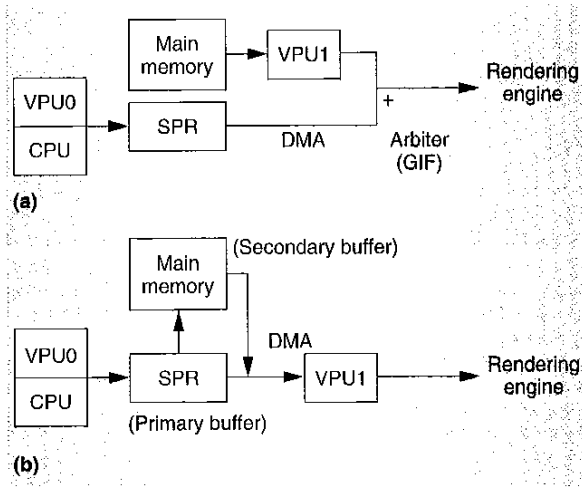 Main
memory
VPU1
VPU0
CPU
SPR
DMA
+
Arbiter
(GIF)
Rendering
engine
(a)
(Secondary buffer)
Main
memory
DMA
VPU0
CPU
SPR
VPU1
Rendering
engine
(Primary buffer)
(b)